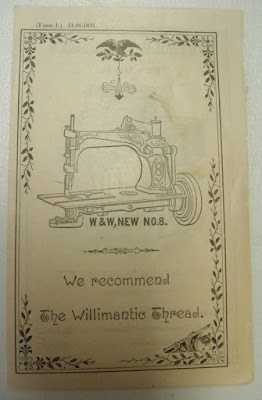 W & W, NEW NO. 8.
We recommend
The Willimantic Thread.